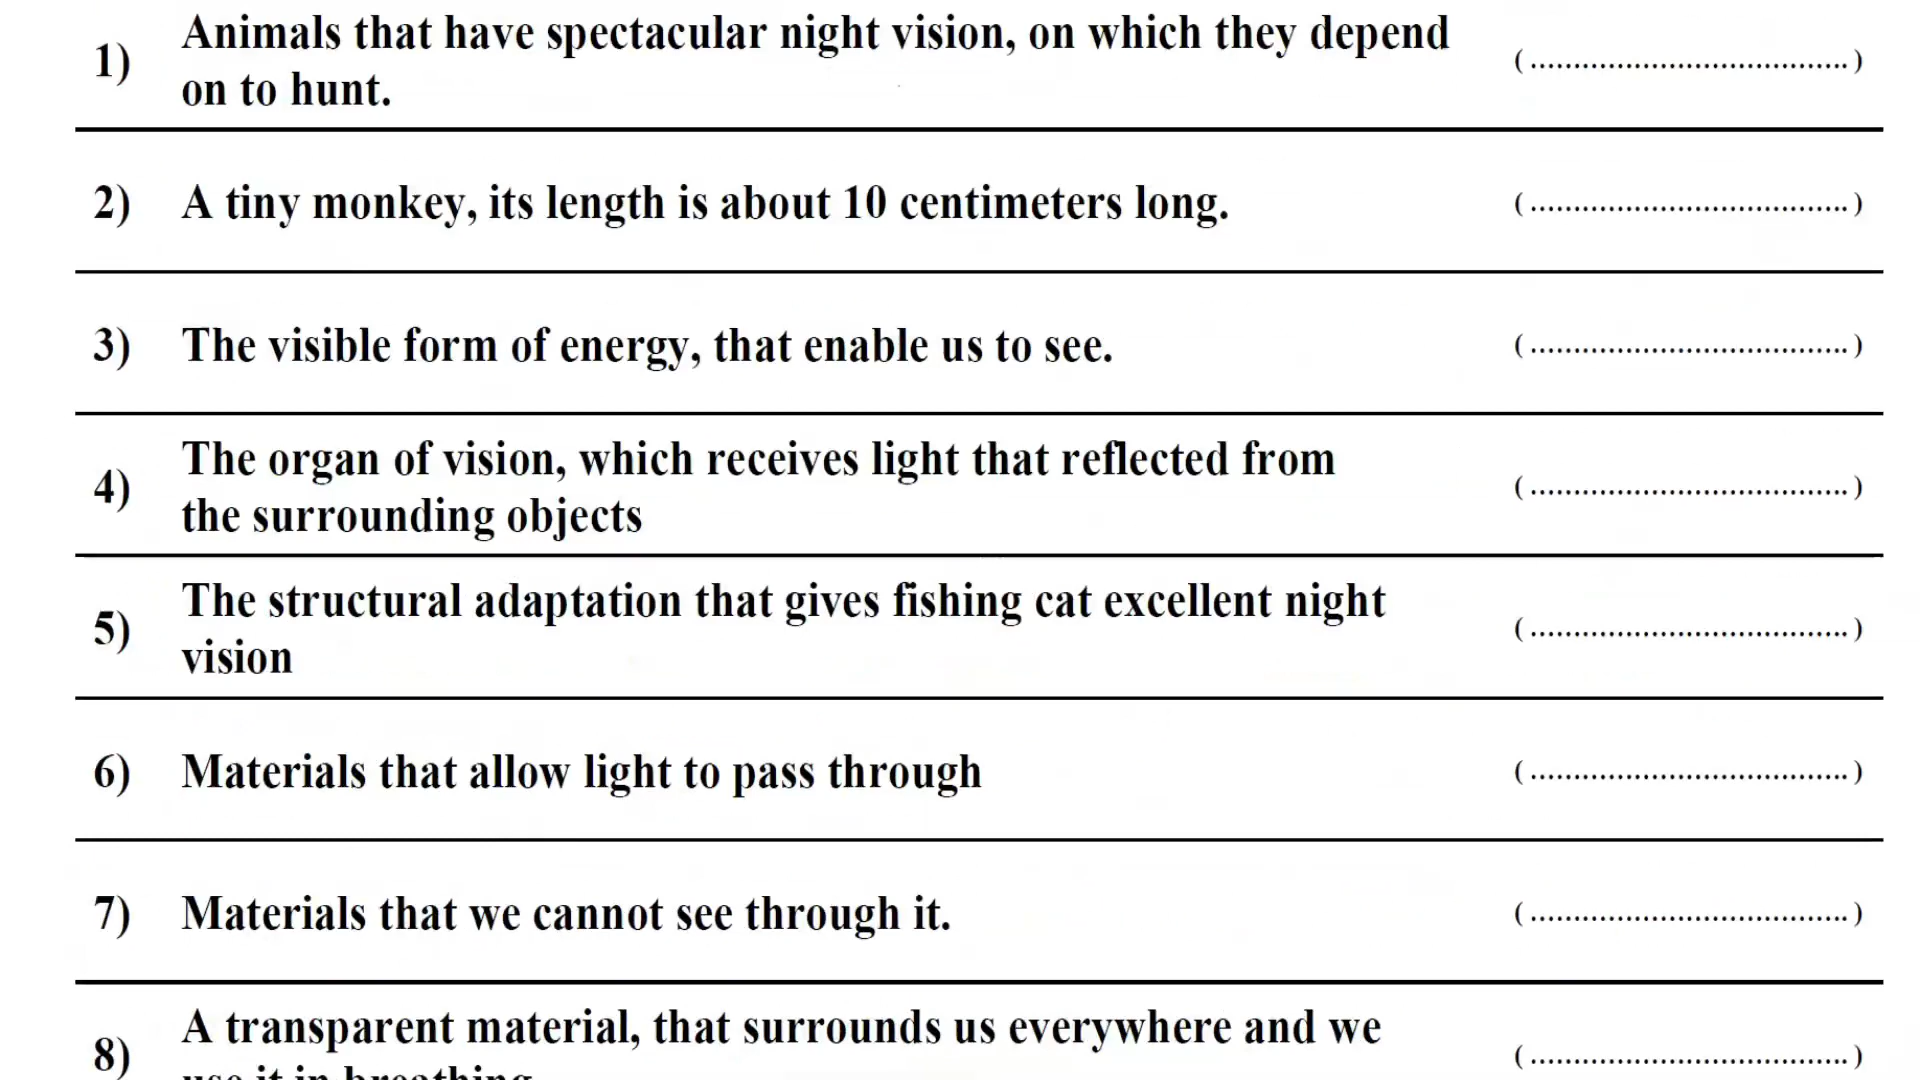 1) Animals that have spectacular night vision, on which they depend (.....................................)
on to hunt.
2) A tiny monkey, its length is about 10 centimeters long. (.....................................)
3) The visible form of energy, that enable us to see. (.....................................)
4) The organ of vision, which receives light that reflected from (.....................................)
the surrounding objects
5) The structural adaptation that gives fishing cat excellent night (.....................................)
vision
6) Materials that allow light to pass through (.....................................)
7) Materials that we cannot see through it. (.....................................)
8) A transparent material, that surrounds us everywhere and we (.....................................)
use it in breathing